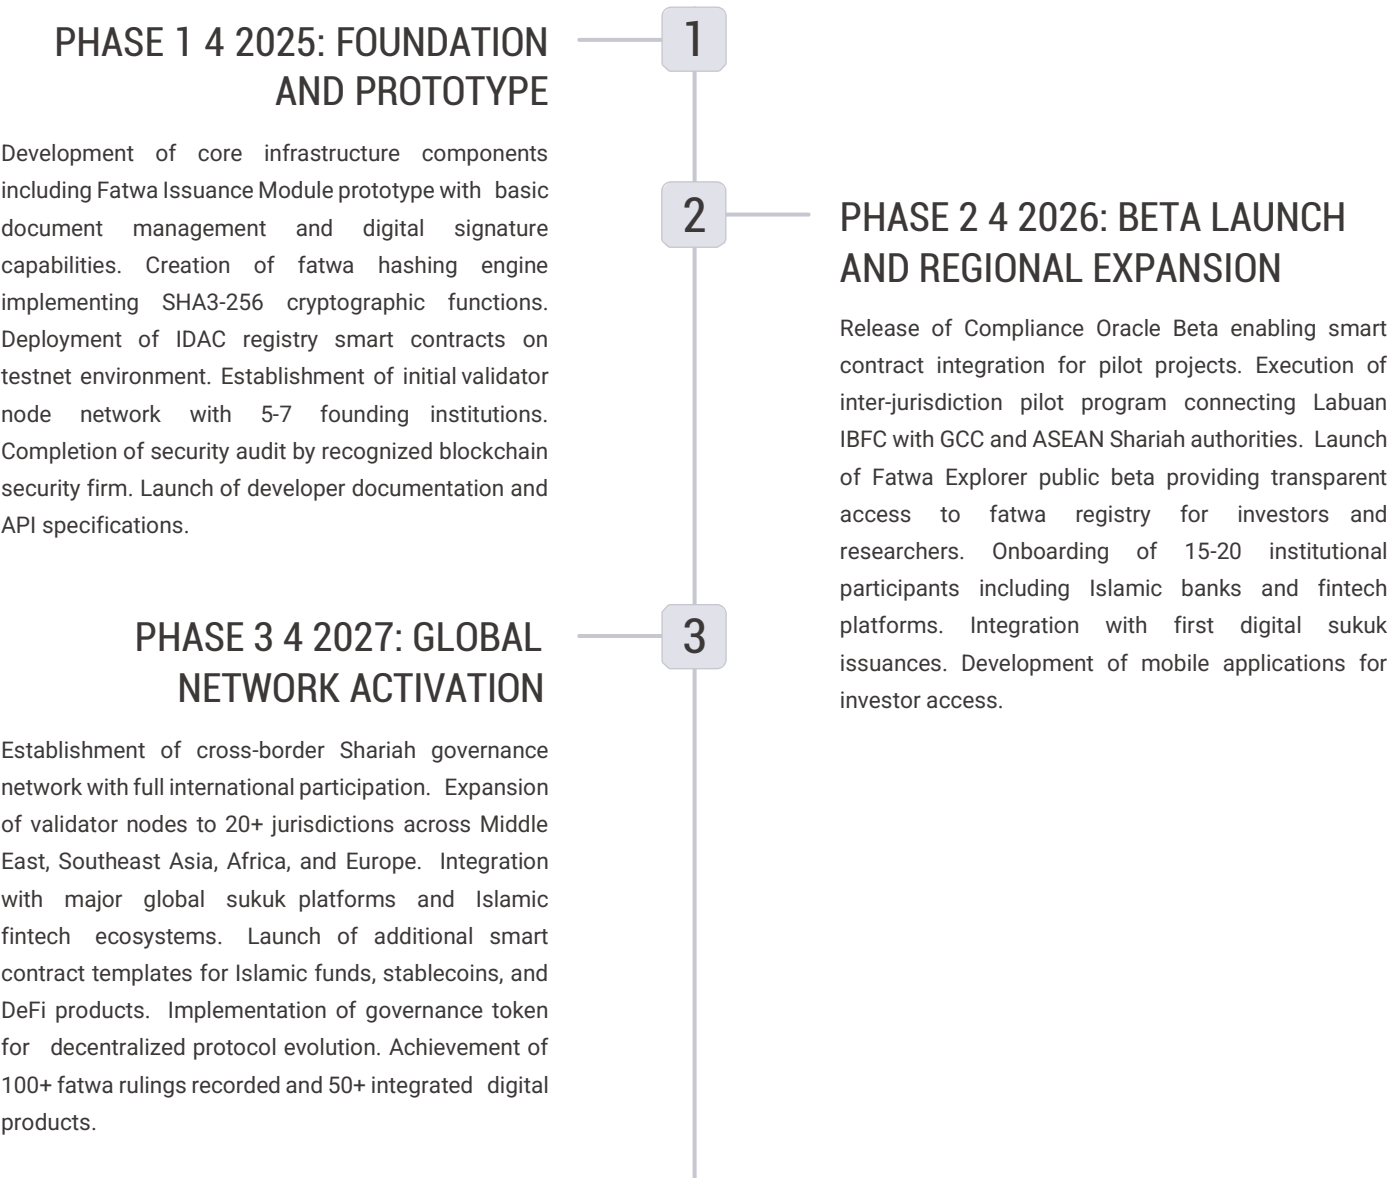 PHASE 1 4 2025: FOUNDATION
AND PROTOTYPE
1
Development of core infrastructure components
including Fatwa Issuance Module prototype with basic
document management and digital signature
capabilities. Creation of fatwa hashing engine
implementing SHA3-256 cryptographic functions.
Deployment of IDAC registry smart contracts on
testnet environment. Establishment of initial validator
node network with 5-7 founding institutions.
Completion of security audit by recognized blockchain
security firm. Launch of developer documentation and
API specifications.
2
PHASE 2 4 2026: BETA LAUNCH
AND REGIONAL EXPANSION
Release of Compliance Oracle Beta enabling smart
contract integration for pilot projects. Execution of
inter-jurisdiction pilot program connecting Labuan
IBFC with GCC and ASEAN Shariah authorities. Launch
of Fatwa Explorer public beta providing transparent
access to fatwa registry for investors and
researchers. Onboarding of 15-20 institutional
participants including Islamic banks and fintech
platforms. Integration with first digital sukuk
issuances. Development of mobile applications for
investor access.
PHASE 3 4 2027: GLOBAL
NETWORK ACTIVATION
3
Establishment of cross-border Shariah governance
network with full international participation. Expansion
of validator nodes to 20+ jurisdictions across Middle
East, Southeast Asia, Africa, and Europe. Integration
with major global sukuk platforms and Islamic
fintech ecosystems. Launch of additional smart
contract templates for Islamic funds, stablecoins, and
DeFi products. Implementation of governance token
for decentralized protocol evolution. Achievement of
100+ fatwa rulings recorded and 50+ integrated digital
products.